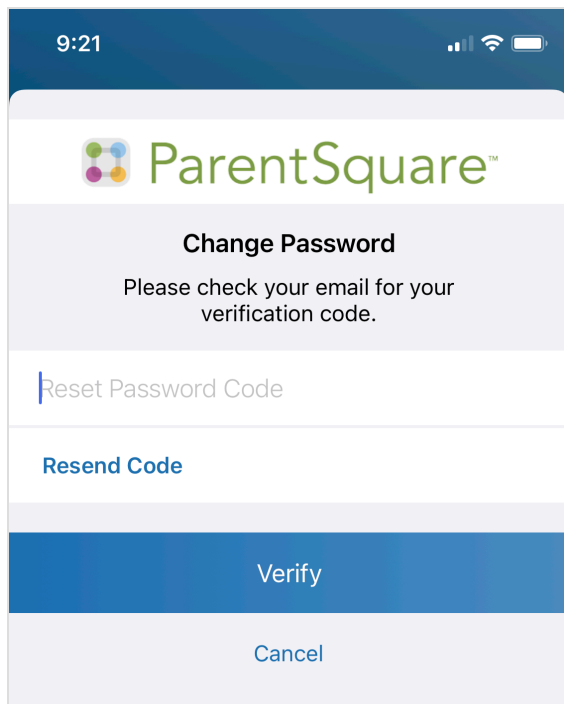 9:21
ParentSquare™
Change Password
Please check your email for your
verification code.
Reset Password Code
Resend Code
Verify
Cancel